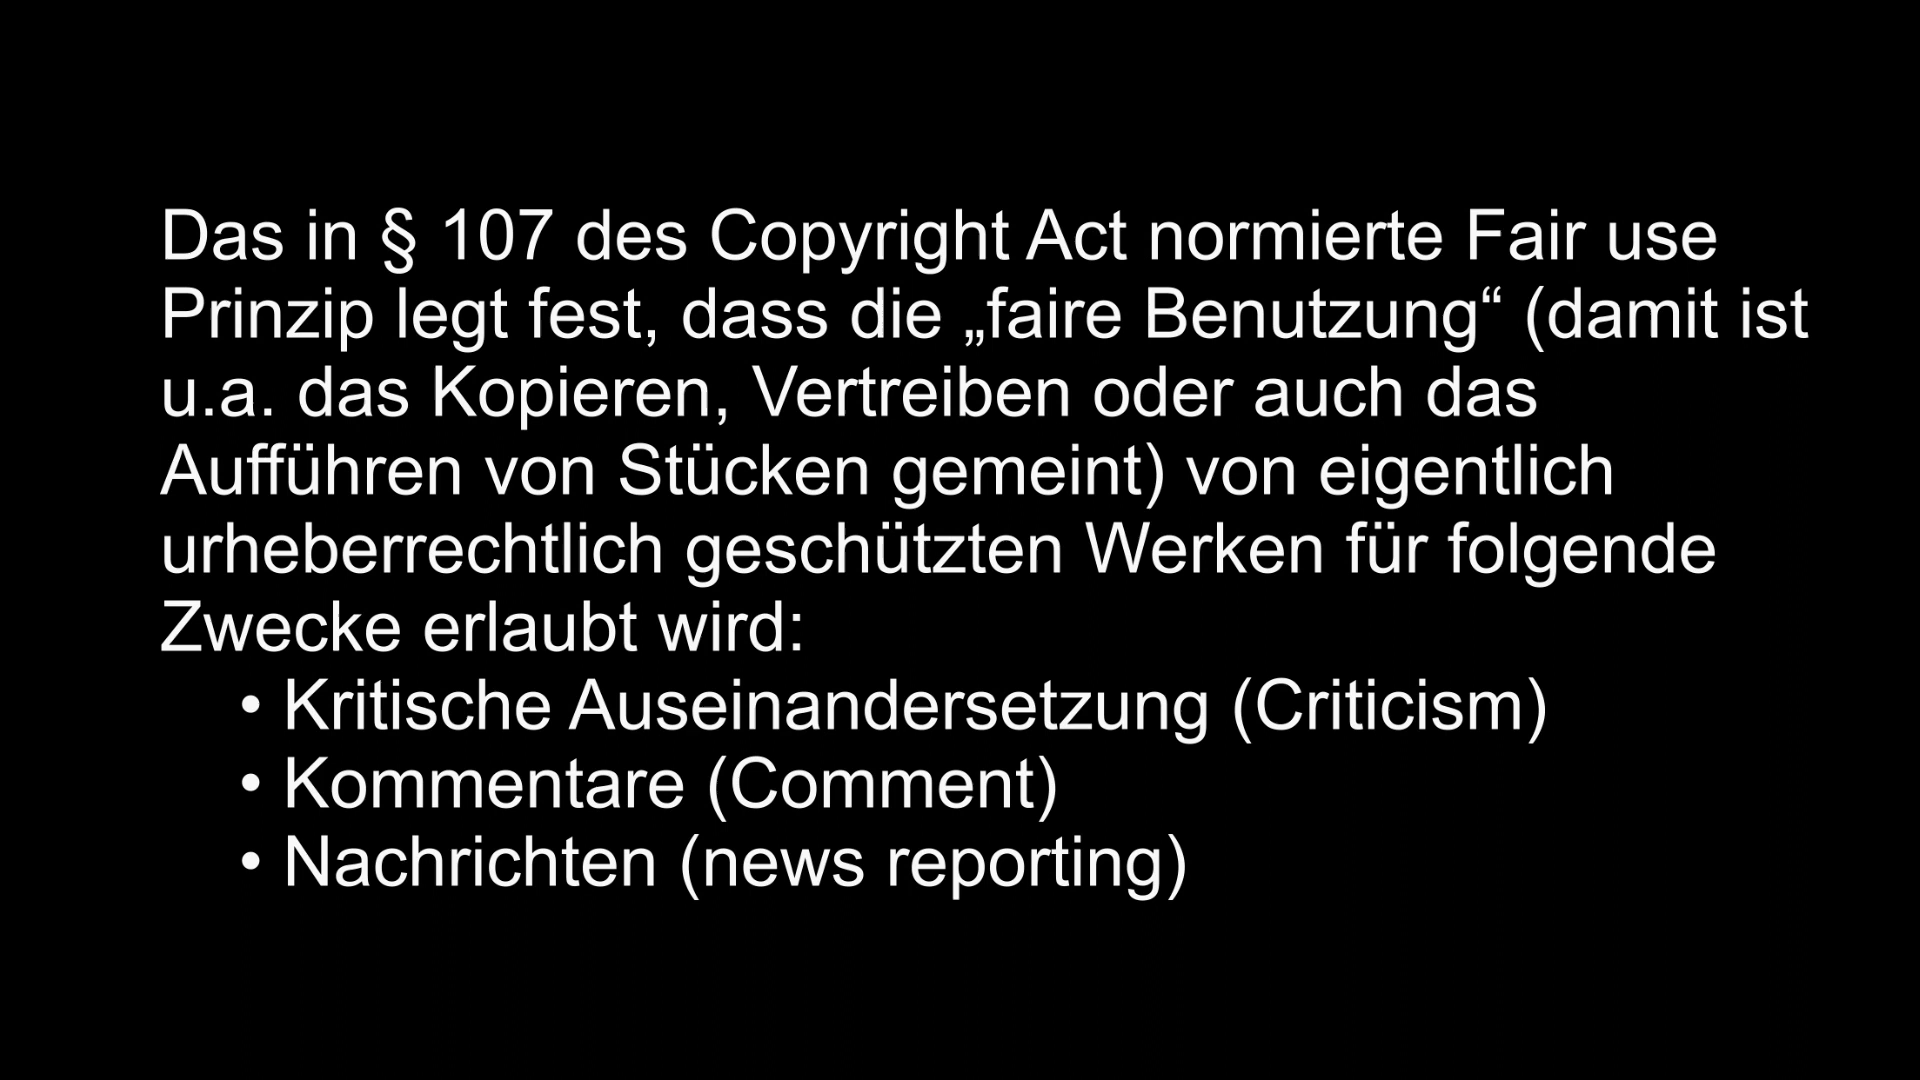 Das in § 107 des Copyright Act normierte Fair use
Prinzip legt fest, dass die „faire Benutzung“ (damit ist
u.a. das Kopieren, Vertreiben oder auch das
Aufführen von Stücken gemeint) von eigentlich
urheberrechtlich geschützten Werken für folgende
Zwecke erlaubt wird:
• Kritische Auseinandersetzung (Criticism)
• Kommentare (Comment)
• Nachrichten (news reporting)